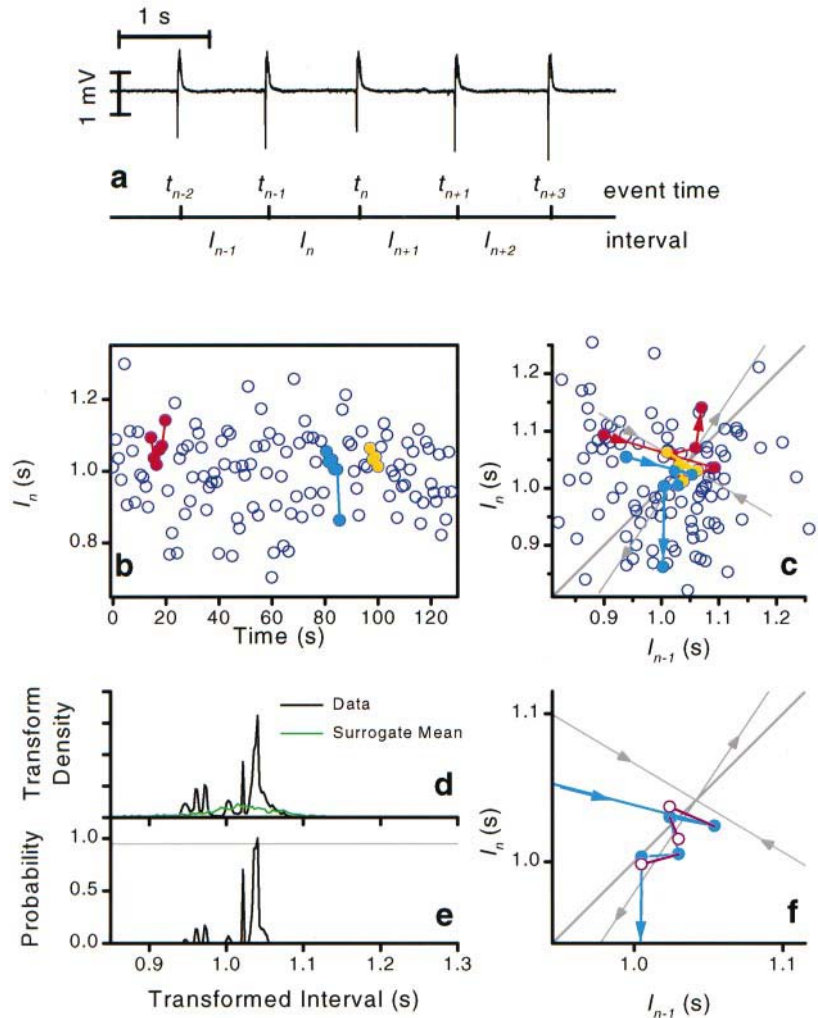 1 s
1 mV
a
t_{n-2} t_{n-1} t_n t_{n+1} t_{n+3} event time
I_{n-1} I_n I_{n+1} I_{n+2} interval
1.2
1.0
0.8
I_n (s)
b
0 20 40 60 80 100 120
Time (s)
1.2
1.1
1.0
0.9
I_n (s)
c
0.9 1.0 1.1 1.2
I_{n-1} (s)
Transform
Density
Data
Surrogate Mean
d
Probability
1.0
0.5
0.0
e
0.9 1.0 1.1 1.2 1.3
Transformed Interval (s)
1.1
1.0
I_n (s)
f
1.0 1.1
I_{n-1} (s)